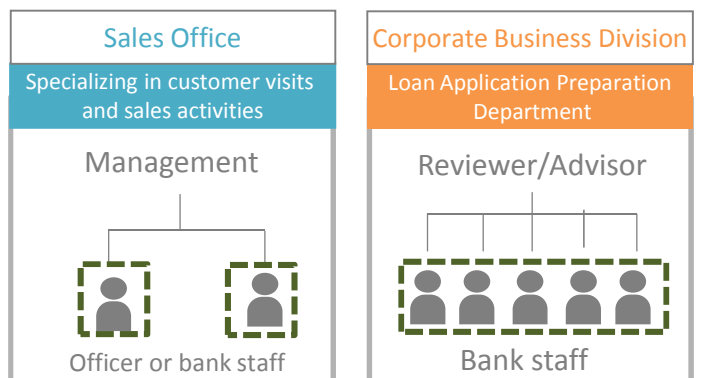 Sales Office
Specializing in customer visits
and sales activities
Management
Officer or bank staff
Corporate Business Division
Loan Application Preparation
Department
Reviewer/Advisor
Bank staff